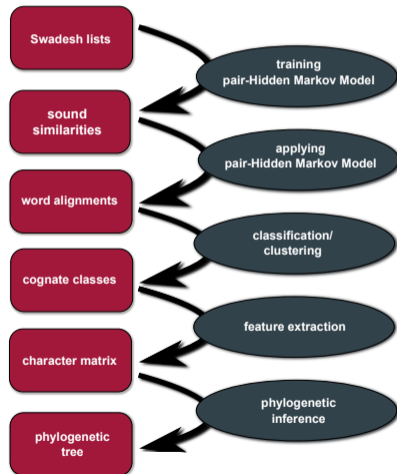 Swadesh lists
training
pair-Hidden Markov Model
sound
similarities
applying
pair-Hidden Markov Model
word alignments
classification/
clustering
cognate classes
feature extraction
character matrix
phylogenetic
inference
phylogenetic
tree